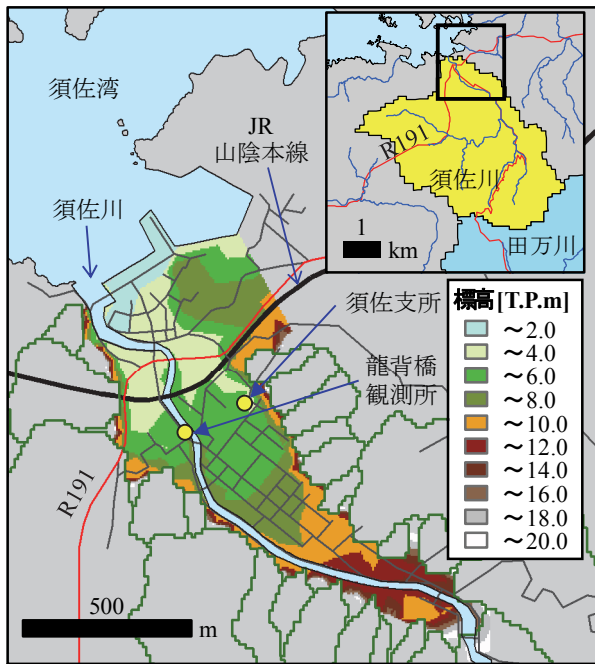 須佐湾
JR
山陰本線
須佐川
R191
須佐川
1
km
田万川
須佐支所
龍背橋
観測所
標高[T.P.m]
～2.0
～4.0
～6.0
～8.0
～10.0
～12.0
～14.0
～16.0
～18.0
～20.0
R191
500
m